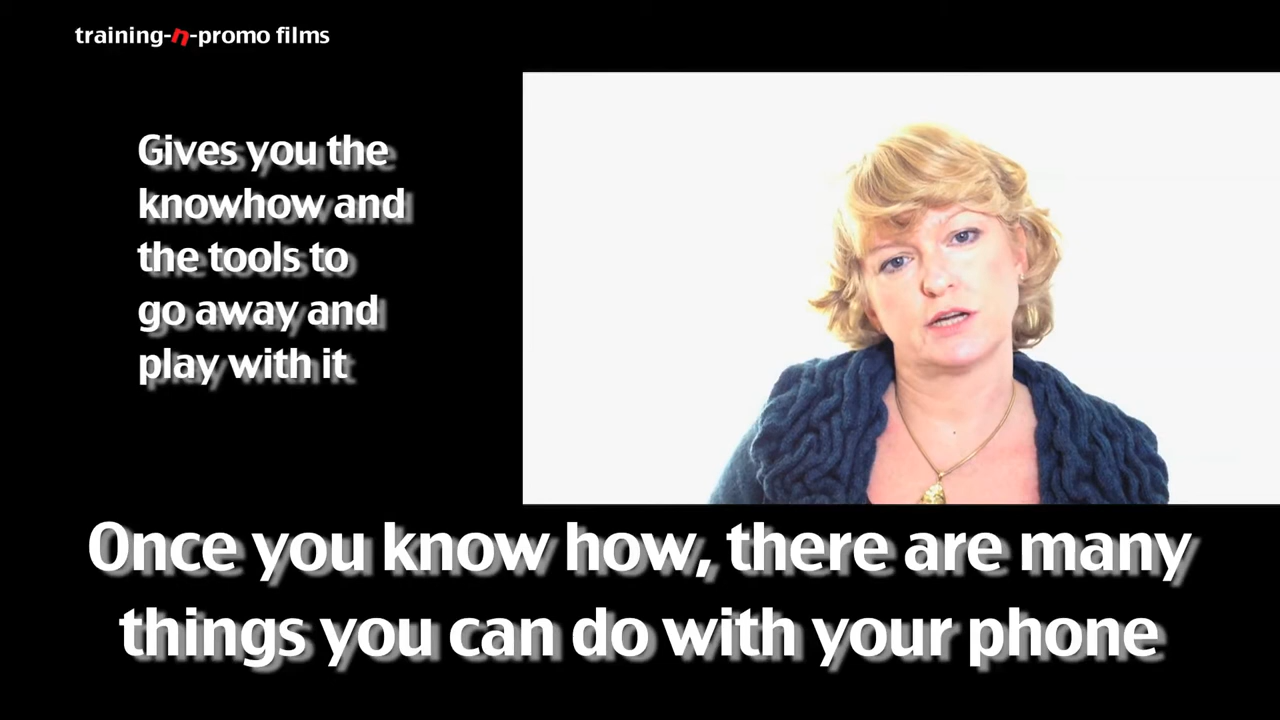 training-n-promo films
Gives you the
knowhow and
the tools to
go away and
play with it
Once you know how, there are many
things you can do with your phone